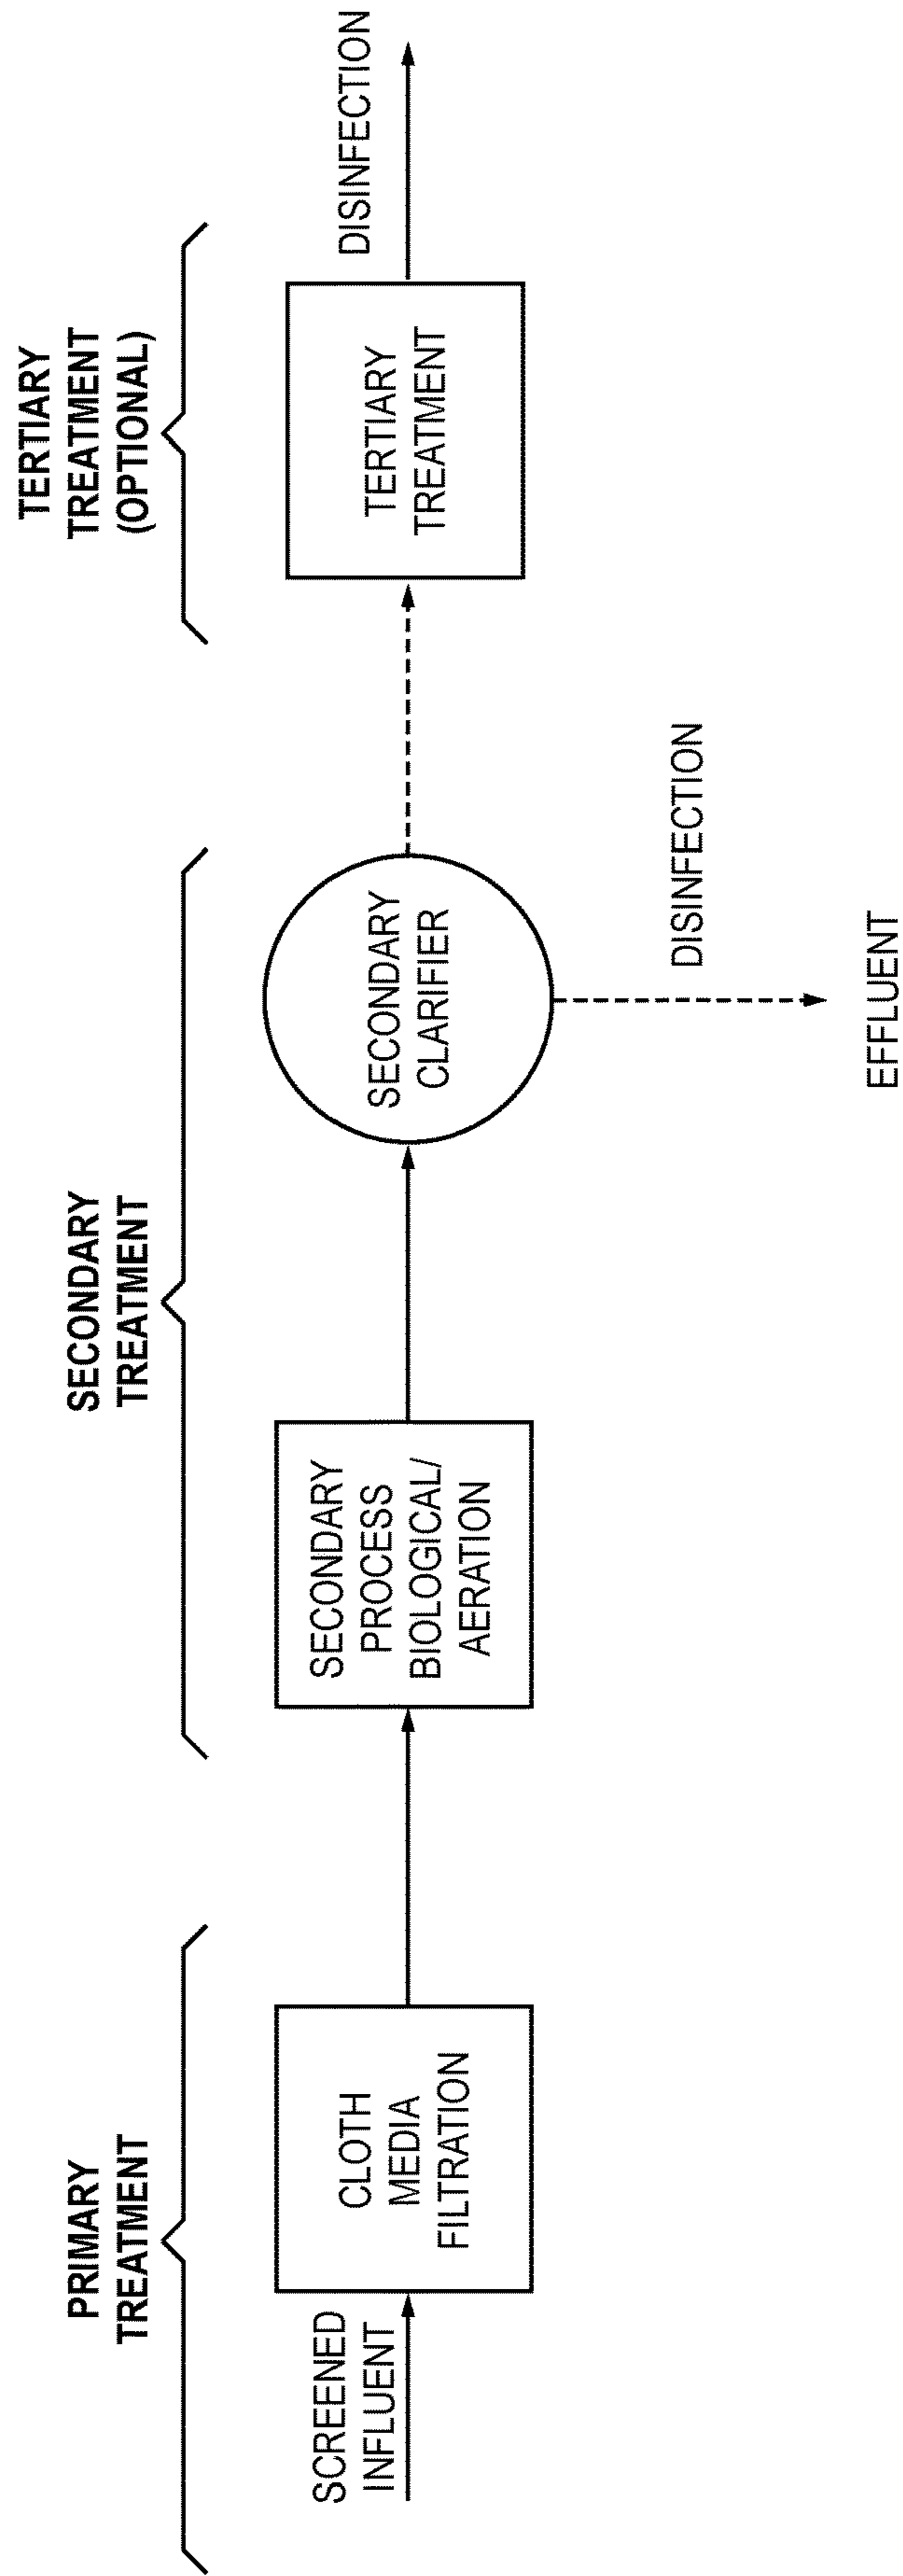 PRIMARY
TREATMENT
SECONDARY
TREATMENT
TERTIARY
TREATMENT
(OPTIONAL)
SCREENED
INFLUENT
CLOTH
MEDIA
FILTRATION
SECONDARY
PROCESS
BIOLOGICAL/
AERATION
SECONDARY
CLARIFIER
TERTIARY
TREATMENT
DISINFECTION
DISINFECTION
EFFLUENT